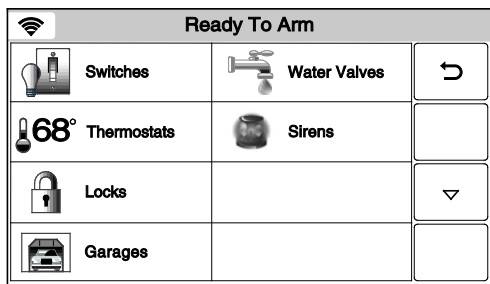 Ready To Arm
Switches
Water Valves
68° Thermostats
Sirens
Locks
Garages